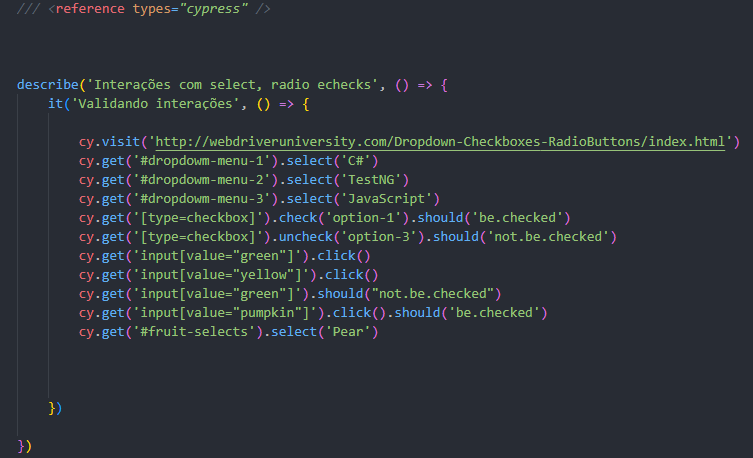 /// <reference types="cypress" />
describe('Interações com select, radio echecks', () => {
it('Validando interações', () => {
cy.visit('http://webdriveruniversity.com/Dropdown-Checkboxes-RadioButtons/index.html')
cy.get('#dropdowm-menu-1').select('C#')
cy.get('#dropdowm-menu-2').select('TestNG')
cy.get('#dropdowm-menu-3').select('JavaScript')
cy.get('[type=checkbox]').check('option-1').should('be.checked')
cy.get('[type=checkbox]').uncheck('option-3').should('not.be.checked')
cy.get('input[value="green"]').click()
cy.get('input[value="yellow"]').click()
cy.get('input[value="green"]').should("not.be.checked")
cy.get('input[value="pumpkin"]').click().should('be.checked')
cy.get('#fruit-selects').select('Pear')
})
})